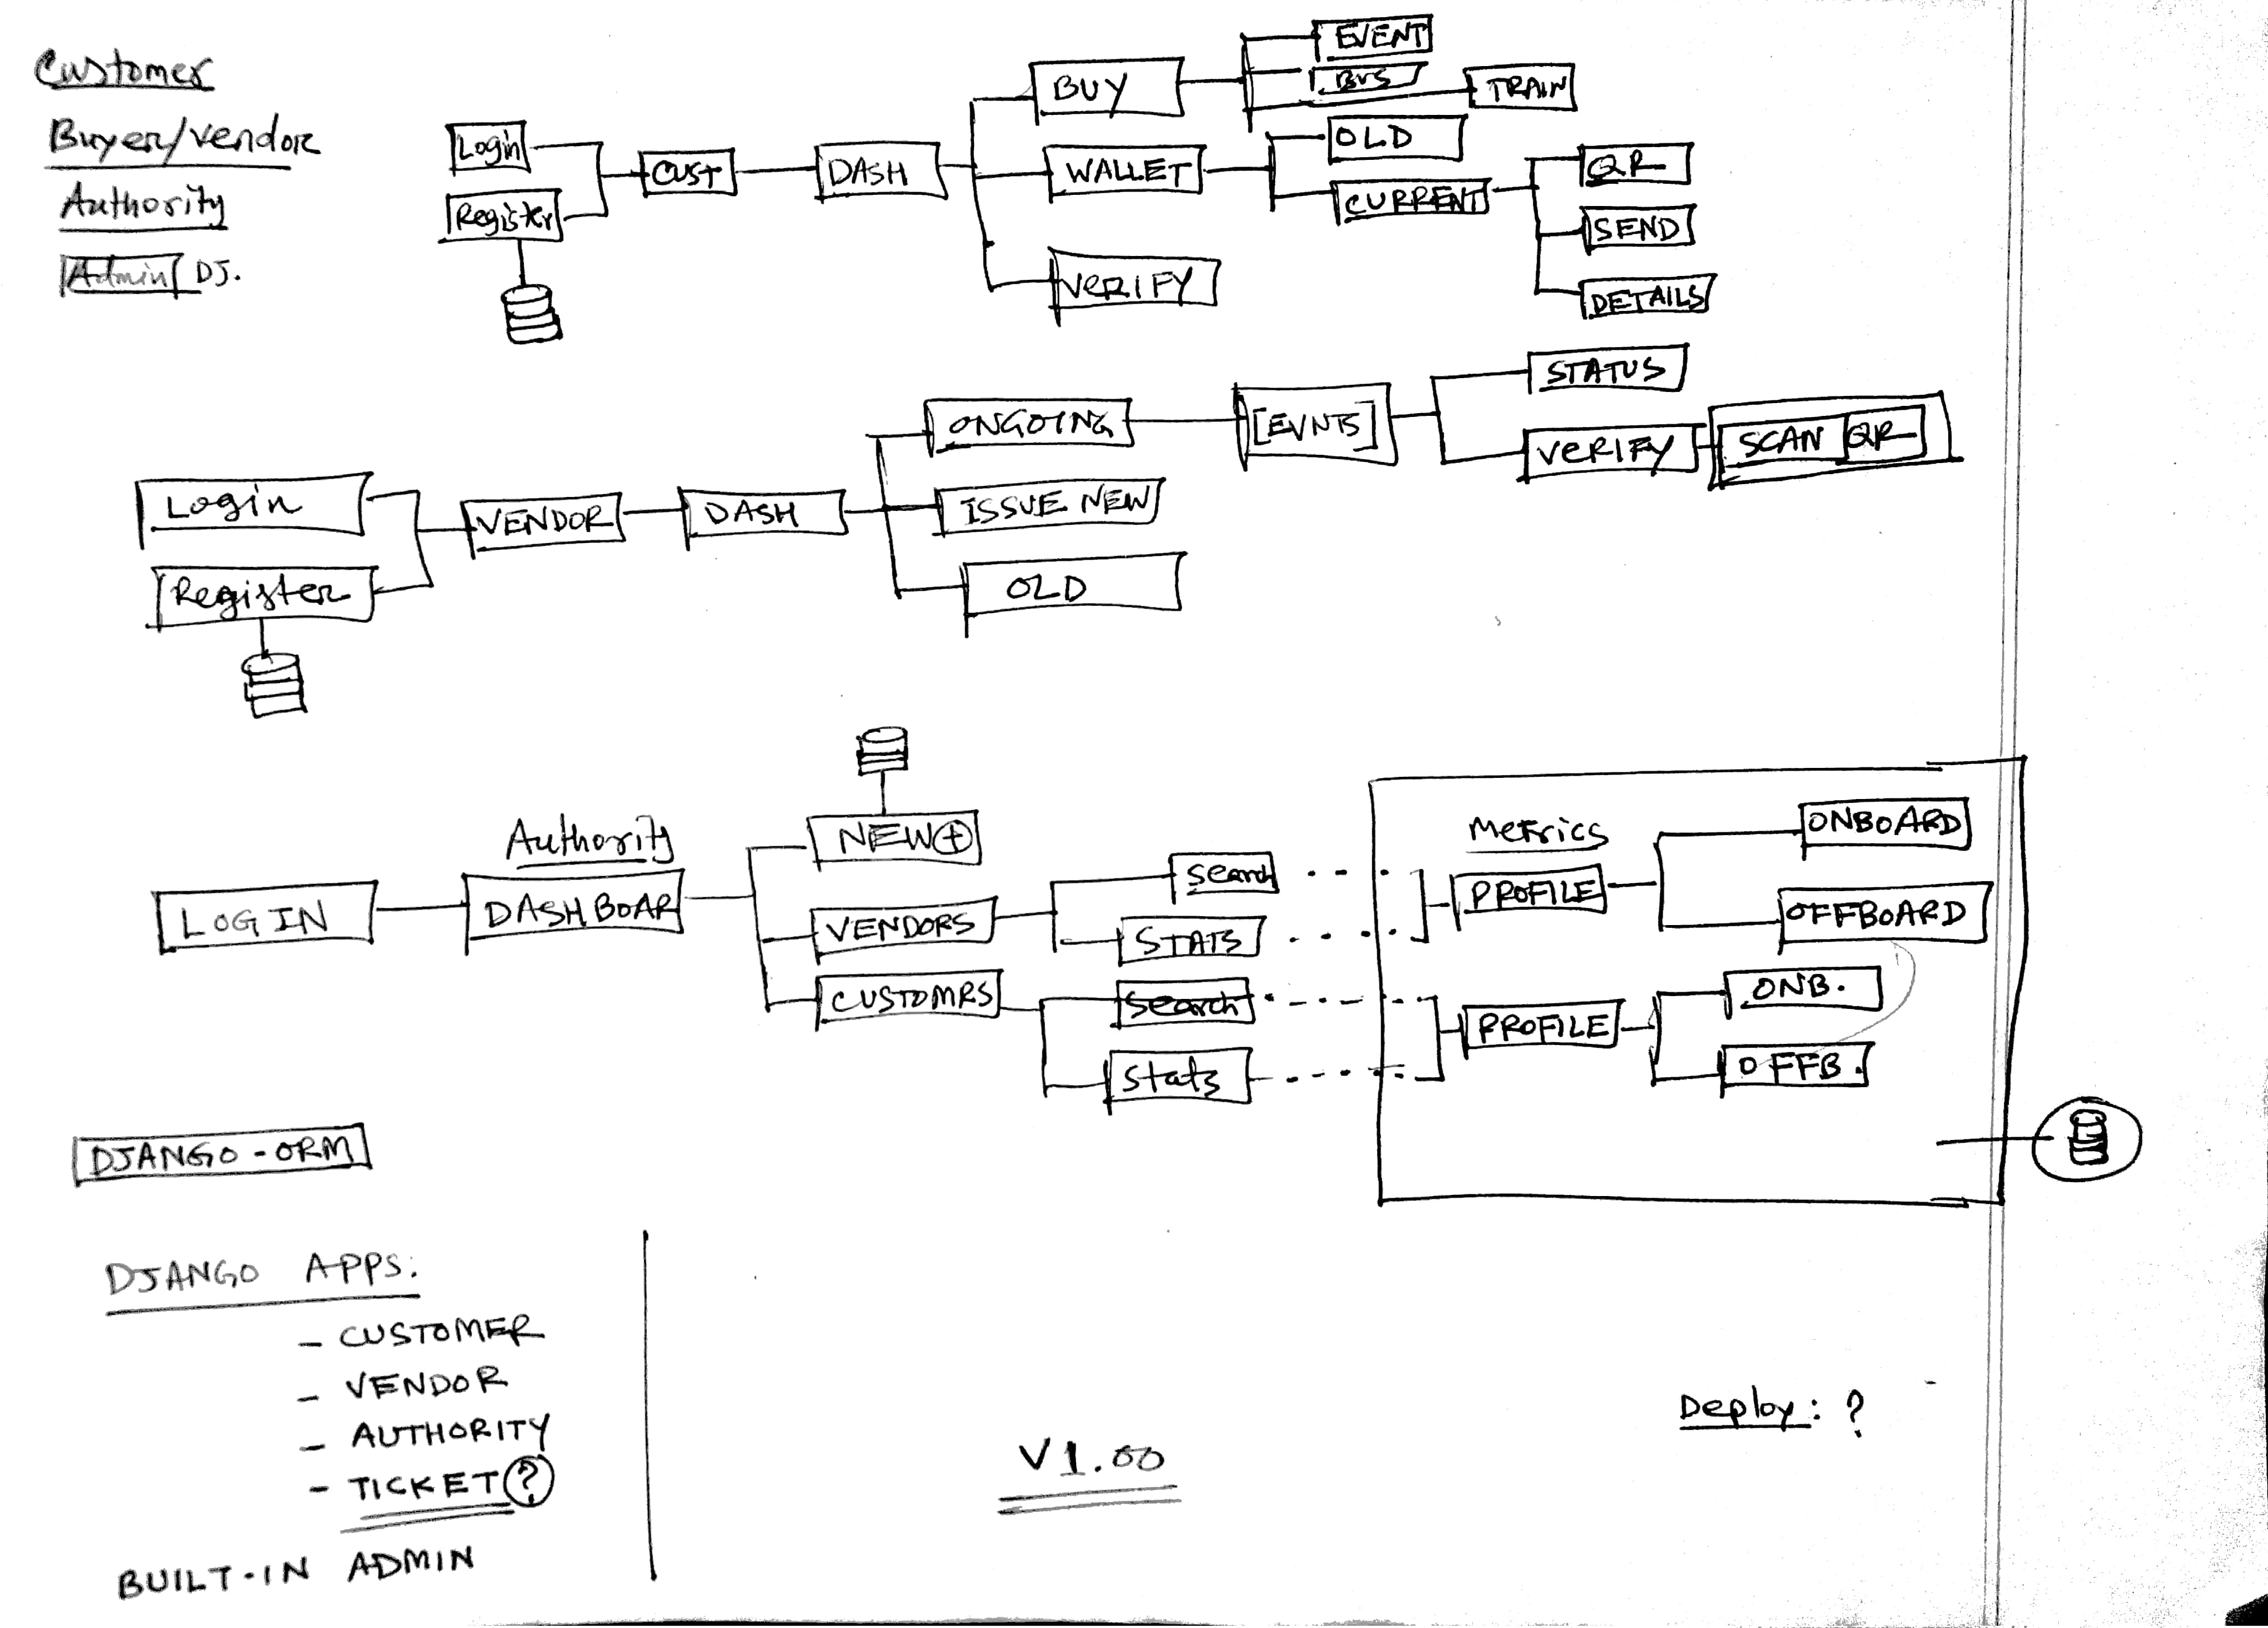 Customer
Buyer/vendor
Authority
Admin DJ.
Login
Register
CUST
DASH
BUY
EVENT
BUS
TRAIN
WALLET
OLD
CURRENT
QR
SEND
DETAILS
VERIFY
Login
Register
VENDOR
DASH
ONGOING
[EVNTS]
STATUS
VERIFY
SCAN QR
ISSUE NEW
OLD
LOGIN
Authority
DASHBOAR
NEW +
VENDORS
Search
STATS
CUSTOMRS
Search
Stats
Metrics
PROFILE
ONBOARD
OFFBOARD
PROFILE
ONB.
OFFB.
DJANGO - ORM
DJANGO APPS:
- CUSTOMER
- VENDOR
- AUTHORITY
- TICKET ?
BUILT-IN ADMIN
V1.00
Deploy: ?